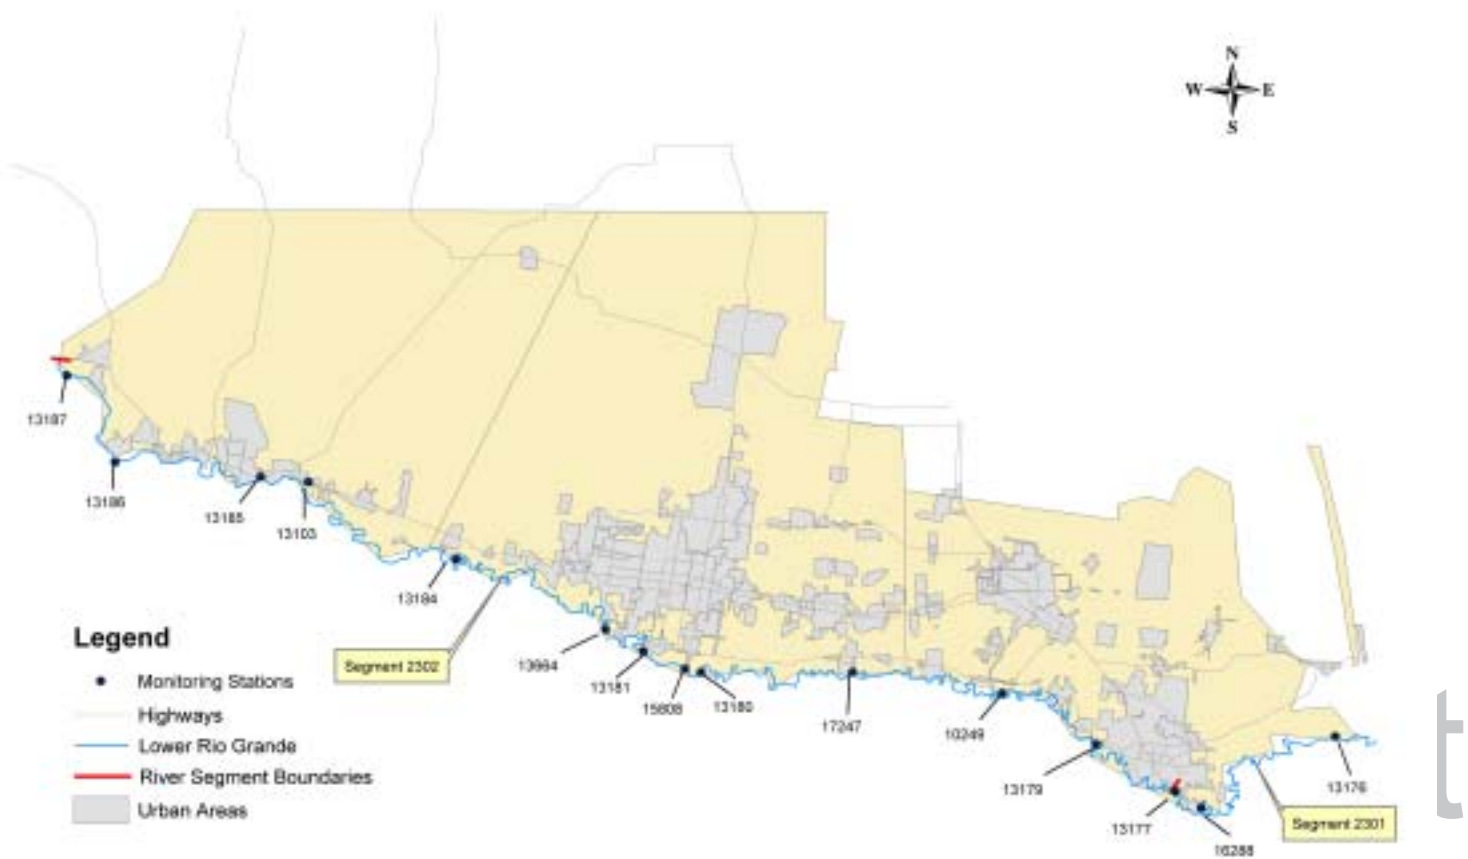 N
W E
S
13187
13186
13185
13103
13184
Segment 2302
13664
13181
15808
13180
17247
10249
13179
13177
16288
13176
Segment 2301
Legend
Monitoring Stations
Highways
Lower Rio Grande
River Segment Boundaries
Urban Areas
t